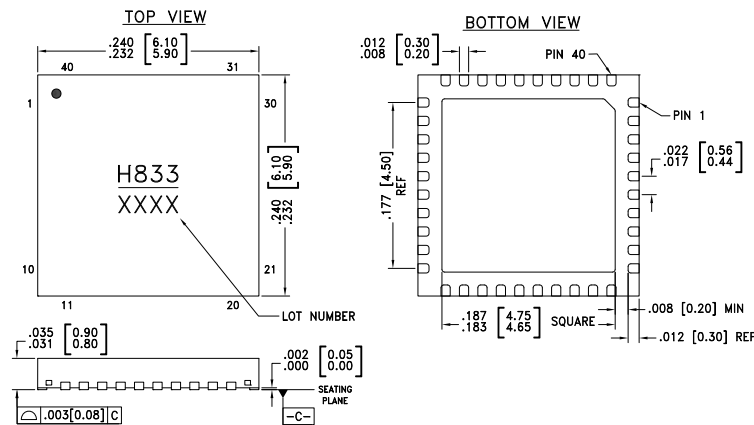 TOP VIEW
.240 [6.10]
.232 [5.90]
40
31
1
30
H833
XXXX
.240 [6.10]
.232 [5.90]
10
21
11
20
LOT NUMBER
.035 [0.90]
.031 [0.80]
.002 [0.05]
.000 [0.00]
SEATING
PLANE
.003[0.08] C
-C-
BOTTOM VIEW
.012 [0.30]
.008 [0.20]
PIN 40
PIN 1
.022 [0.56]
.017 [0.44]
.177 [4.50]
REF
.187 [4.75]
.183 [4.65]
SQUARE
.008 [0.20] MIN
.012 [0.30] REF